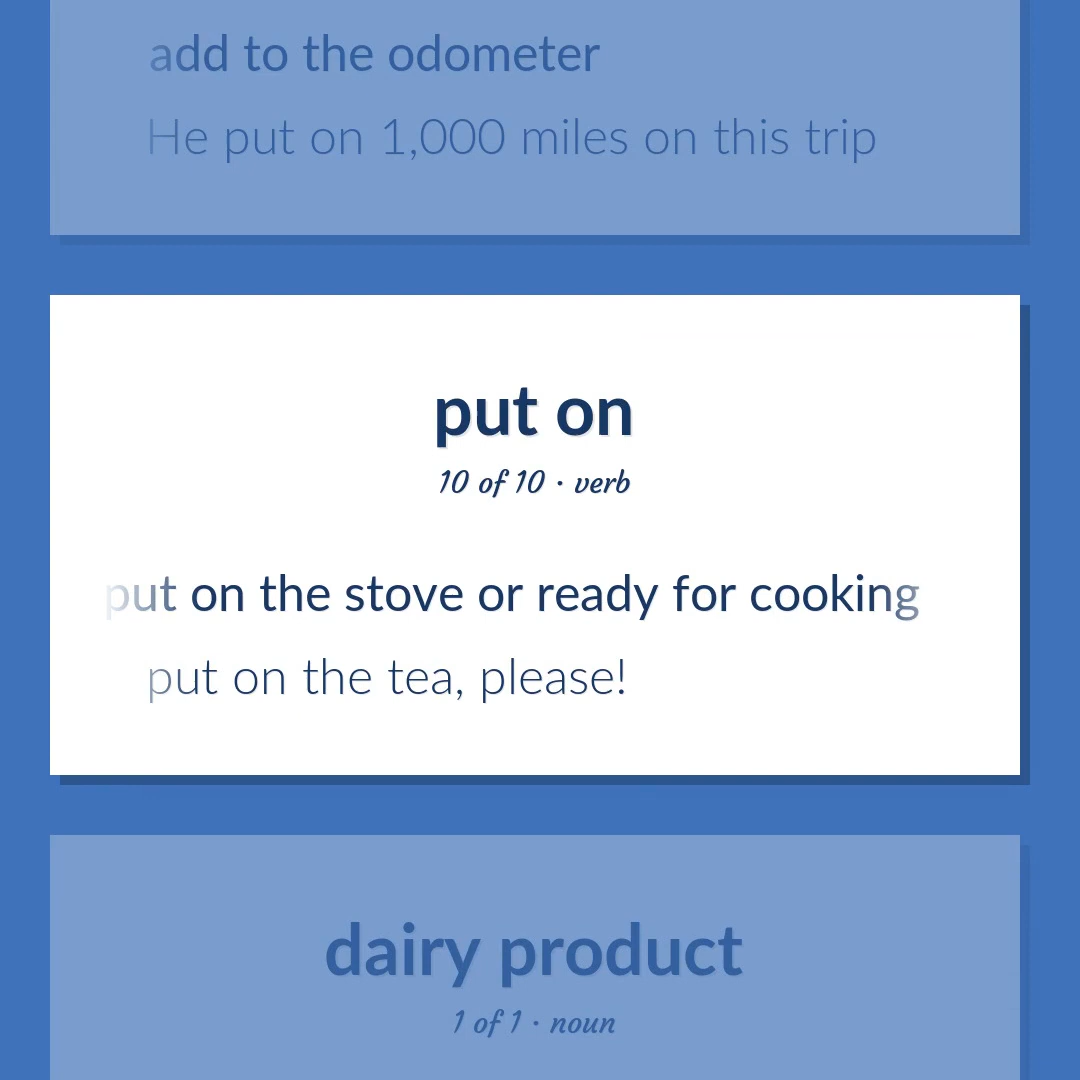 add to the odometer
He put on 1,000 miles on this trip
put on
10 of 10 · verb
put on the stove or ready for cooking
put on the tea, please!
dairy product
1 of 1 · noun